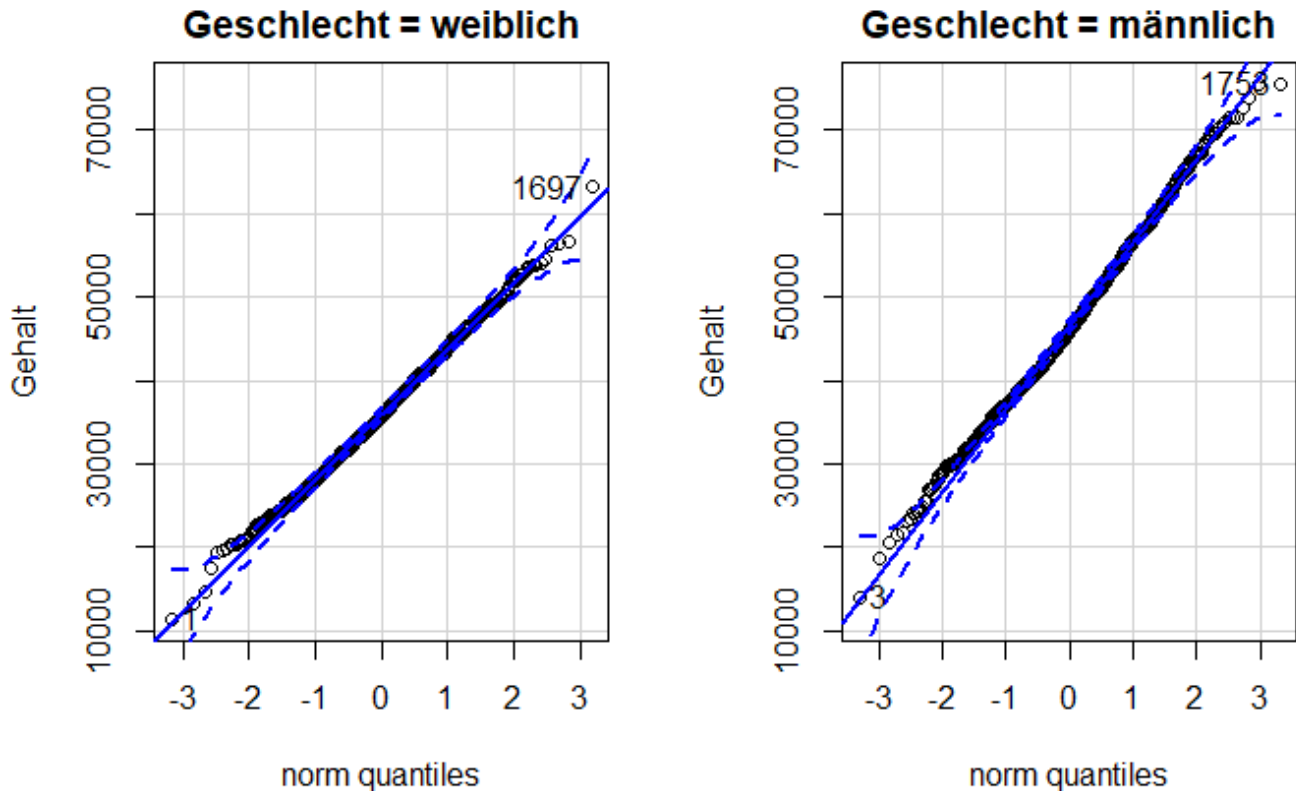 Geschlecht = weiblich
Gehalt
70000
50000
30000
10000
1697
1
-3 -2 -1 0 1 2 3
norm quantiles
Geschlecht = männlich
Gehalt
70000
50000
30000
10000
1753
3
-3 -2 -1 0 1 2 3
norm quantiles